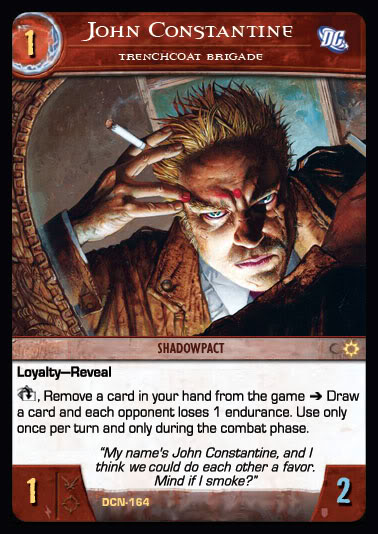 1
JOHN CONSTANTINE
TRENCHCOAT BRIGADE
DC
SHADOWPACT
C
Loyalty—Reveal
, Remove a card in your hand from the game ➔ Draw
a card and each opponent loses 1 endurance. Use only
once per turn and only during the combat phase.
"My name's John Constantine, and I
think we could do each other a favor.
Mind if I smoke?"
1
DCN-164
2